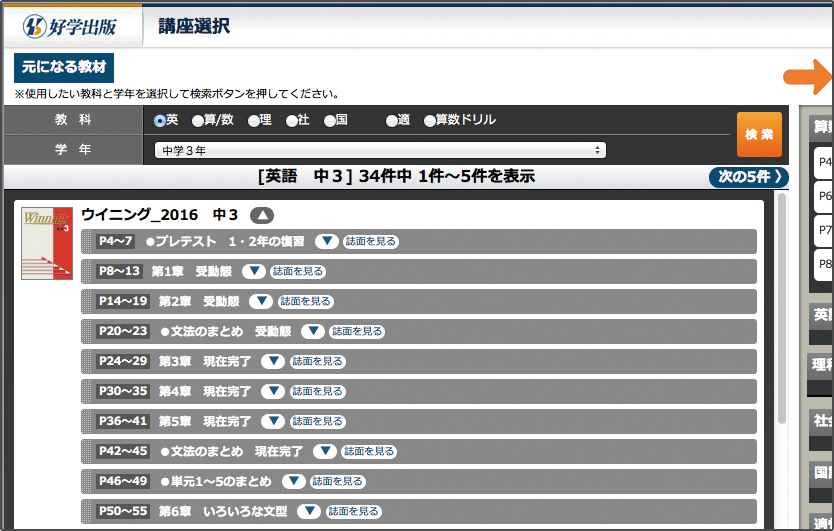 好学出版
講座選択
元になる教材
※使用したい教科と学年を選択して検索ボタンを押してください。
教 科 英 算/数 理 社 国 適 算数ドリル
検索
学 年 中学３年
[英語 中３] 34件中 1件〜5件を表示
次の5件 》
Winning
ウイニング_2016 中３ ▲
P4〜7 ●プレテスト 1・2年の復習 ▼ 誌面を見る
P8〜13 第1章 受動態 ▼ 誌面を見る
P14〜19 第2章 受動態 ▼ 誌面を見る
P20〜23 ●文法のまとめ 受動態 ▼ 誌面を見る
P24〜29 第3章 現在完了 ▼ 誌面を見る
P30〜35 第4章 現在完了 ▼ 誌面を見る
P36〜41 第5章 現在完了 ▼ 誌面を見る
P42〜45 ●文法のまとめ 現在完了 ▼ 誌面を見る
P46〜49 ●単元1〜5のまとめ ▼ 誌面を見る
P50〜55 第6章 いろいろな文型 ▼ 誌面を見る
算数
P4
P6
P7
P8
英
理科
社会
国
適